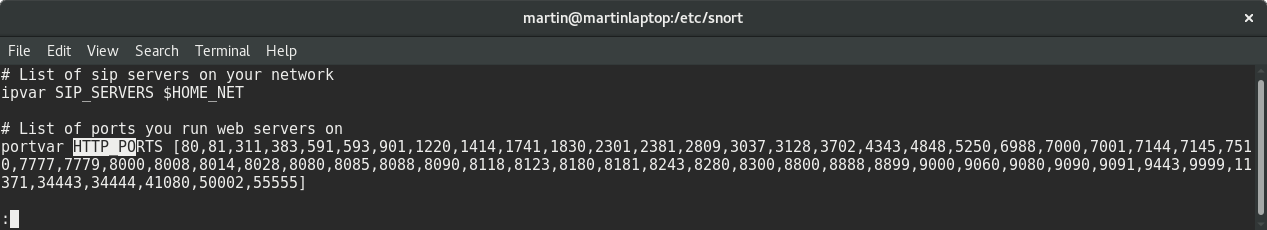 martin@martinlaptop:/etc/snort
×
File Edit View Search Terminal Help
# List of sip servers on your network
ipvar SIP_SERVERS $HOME_NET
# List of ports you run web servers on
portvar HTTP_PORTS [80,81,311,383,591,593,901,1220,1414,1741,1830,2301,2381,2809,3037,3128,3702,4343,4848,5250,6988,7000,7001,7144,7145,751
0,7777,7779,8000,8008,8014,8028,8080,8085,8088,8090,8118,8123,8180,8181,8243,8280,8300,8800,8888,8899,9000,9060,9080,9090,9091,9443,9999,11
371,34443,34444,41080,50002,55555]
: